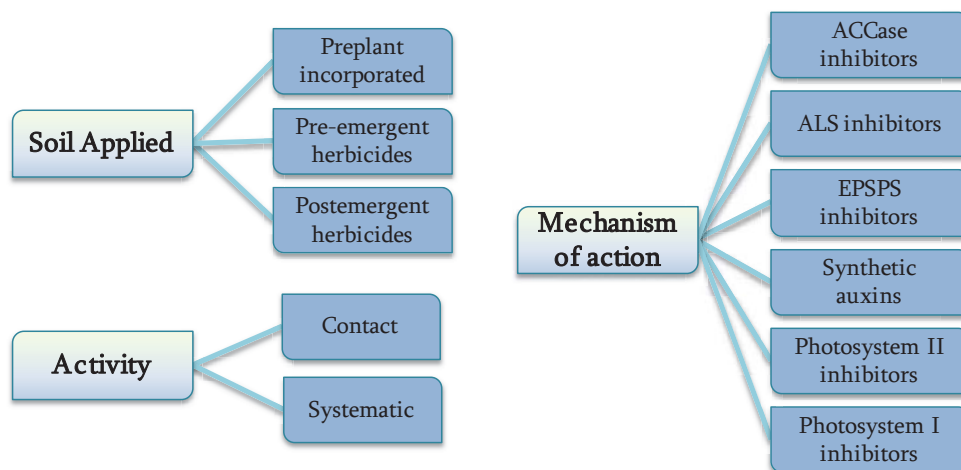 Soil Applied
Preplant
incorporated
Pre-emergent
herbicides
Postemergent
herbicides
Activity
Contact
Systematic
Mechanism
of action
ACCase
inhibitors
ALS inhibitors
EPSPS
inhibitors
Synthetic
auxins
Photosystem II
inhibitors
Photosystem I
inhibitors